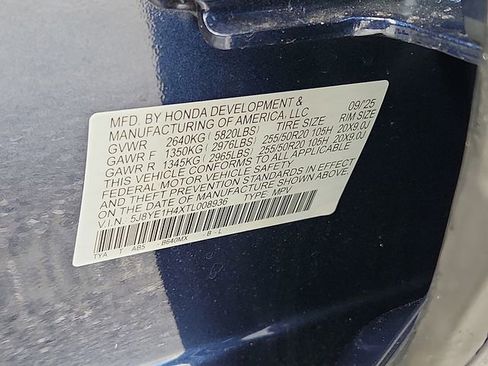 MFD. BY HONDA DEVELOPMENT & 09/25
MANUFACTURING OF AMERICA, LLC
GVWR 2640KG (5820LBS) TIRE SIZE RIM SIZE
GAWR F 1350KG (2976LBS) 255/50R20 105H 20X9.0J
GAWR R 1345KG (2965LBS) 255/50R20 105H 20X9.0J
THIS VEHICLE CONFORMS TO ALL APPLICABLE
FEDERAL MOTOR VEHICLE SAFETY
AND THEFT PREVENTION STANDARDS IN EFFECT
ON THE DATE OF MANUFACTURE SHOWN ABOVE.
V.I.N. 5J8YE1H4XTL008936 TYPE: MPV
TYA T AB5 - B640MX - B - L